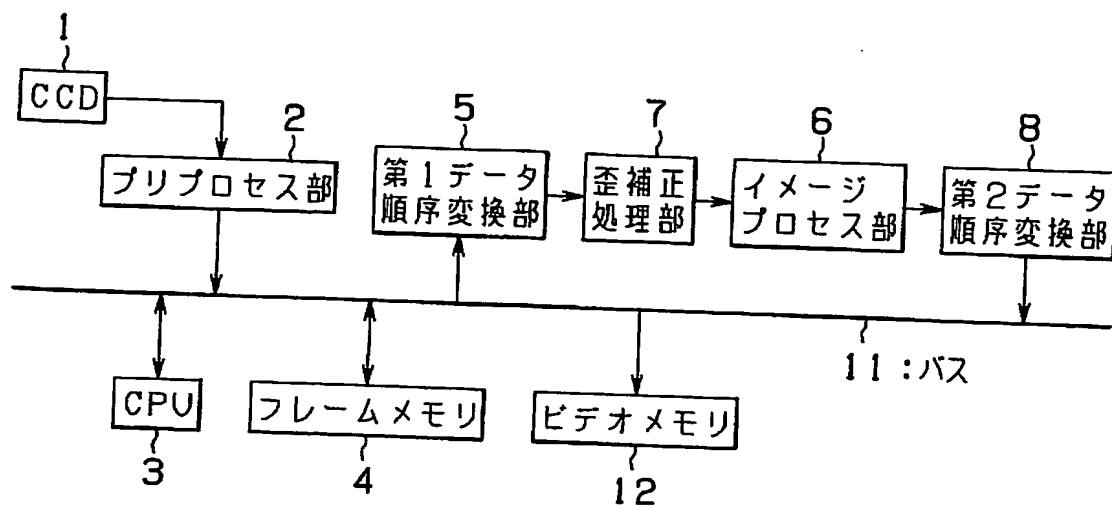 1
CCD
2
プリプロセス部
5
第1データ
順序変換部
7
歪補正
処理部
6
イメージ
プロセス部
8
第2データ
順序変換部
11:バス
CPU
3
フレームメモリ
4
ビデオメモリ
12